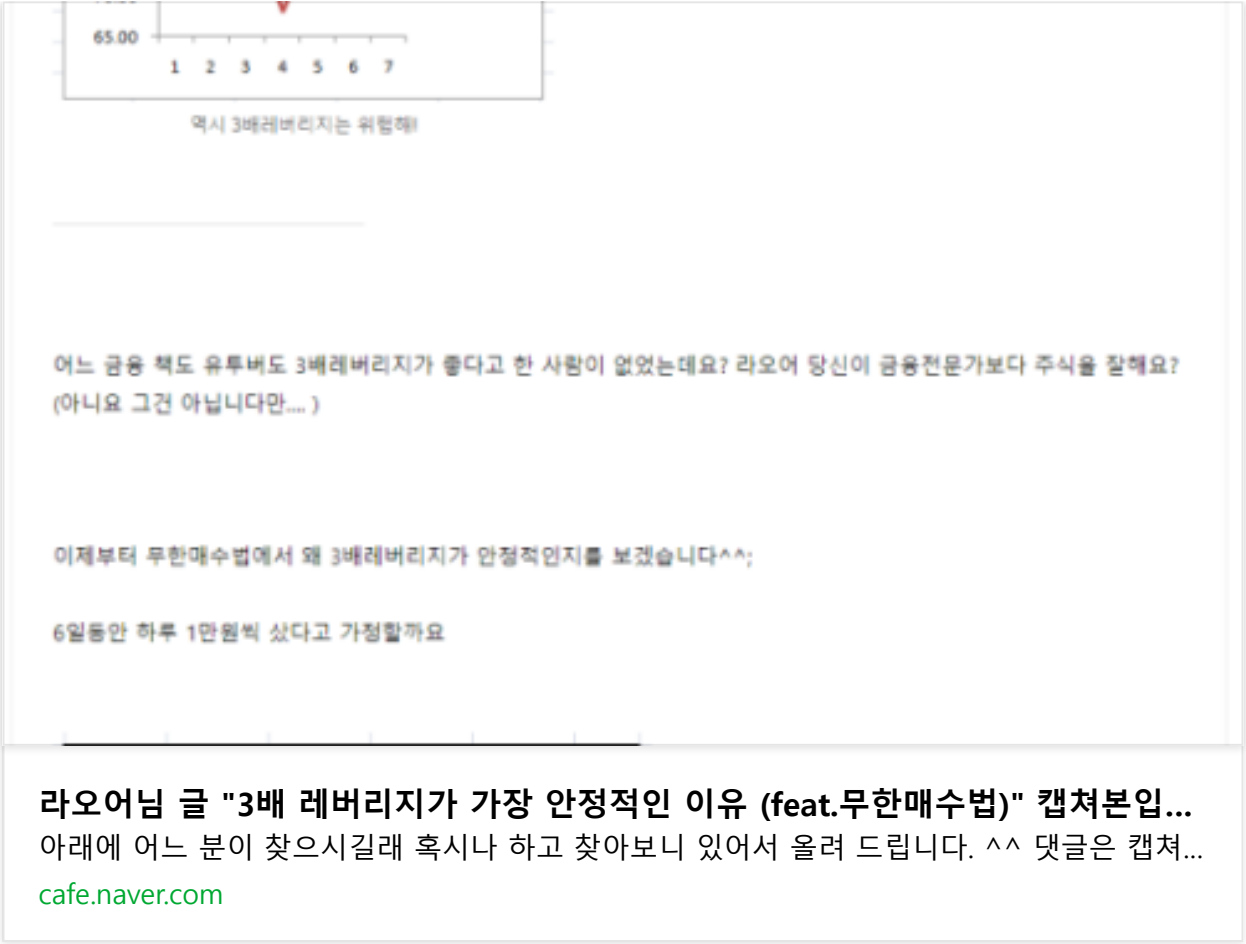 65.00
1 2 3 4 5 6 7
역시 3배레버리지는 위험해!
어느 금융 책도 유투버도 3배레버리지가 좋다고 한 사람이 없었는데요? 라오어 당신이 금융전문가보다 주식을 잘해요?
(아니요 그건 아닙니다만.... )
이제부터 무한매수법에서 왜 3배레버리지가 안정적인지를 보겠습니다^^;
6일동안 하루 1만원씩 샀다고 가정할까요
라오어님 글 "3배 레버리지가 가장 안정적인 이유 (feat.무한매수법)" 캡쳐본입...
아래에 어느 분이 찾으시길래 혹시나 하고 찾아보니 있어서 올려 드립니다. ^^ 댓글은 캡쳐...
cafe.naver.com